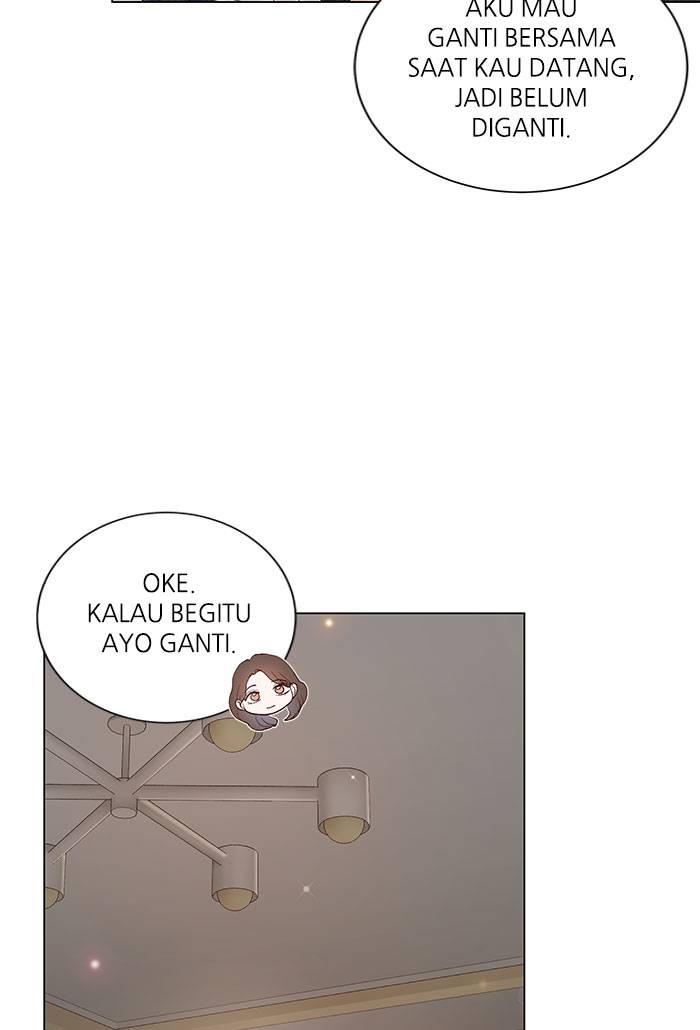 AKU MAU
GANTI BERSAMA
SAAT KAU DATANG,
JADI BELUM
DIGANTI.
OKE.
KALAU BEGITU
AYO GANTI.